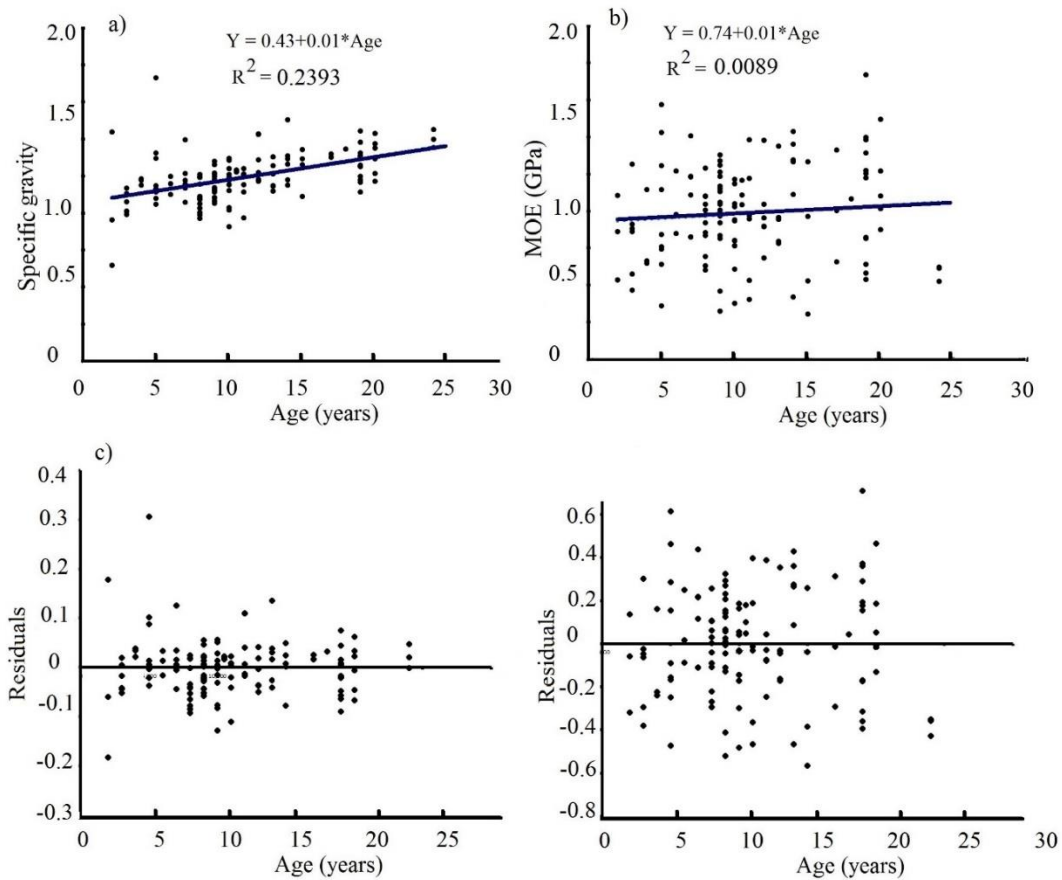 a)
Y = 0.43+0.01*Age
R² = 0.2393
2.0
1.5
1.0
0.5
0
Specific gravity
0 5 10 15 20 25 30
Age (years)
b)
Y = 0.74+0.01*Age
R² = 0.0089
2.0
1.5
1.0
0.5
0
MOE (GPa)
0 5 10 15 20 25 30
Age (years)
c)
0.4
0.3
0.2
0.1
0
-0.1
-0.2
-0.3
Residuals
0 5 10 15 20 25
Age (years)
0.6
0.4
0.2
0
-0.2
-0.4
-0.6
-0.8
Residuals
0 5 10 15 20 25 30
Age (years)